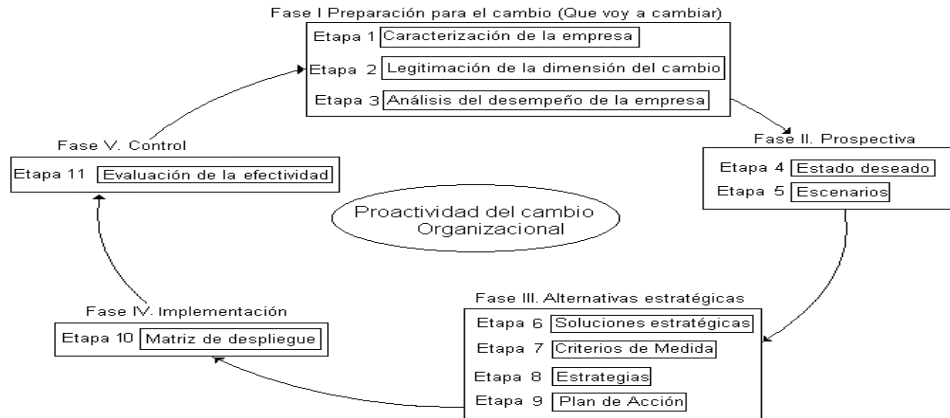 Fase I Preparación para el cambio (Que voy a cambiar)
Etapa 1 Caracterización de la empresa
Etapa 2 Legitimación de la dimensión del cambio
Etapa 3 Análisis del desempeño de la empresa
Fase II. Prospectiva
Etapa 4 Estado deseado
Etapa 5 Escenarios
Fase III. Alternativas estratégicas
Etapa 6 Soluciones estratégicas
Etapa 7 Criterios de Medida
Etapa 8 Estrategias
Etapa 9 Plan de Acción
Fase IV. Implementación
Etapa 10 Matriz de despliegue
Fase V. Control
Etapa 11 Evaluación de la efectividad
Proactividad del cambio
Organizacional